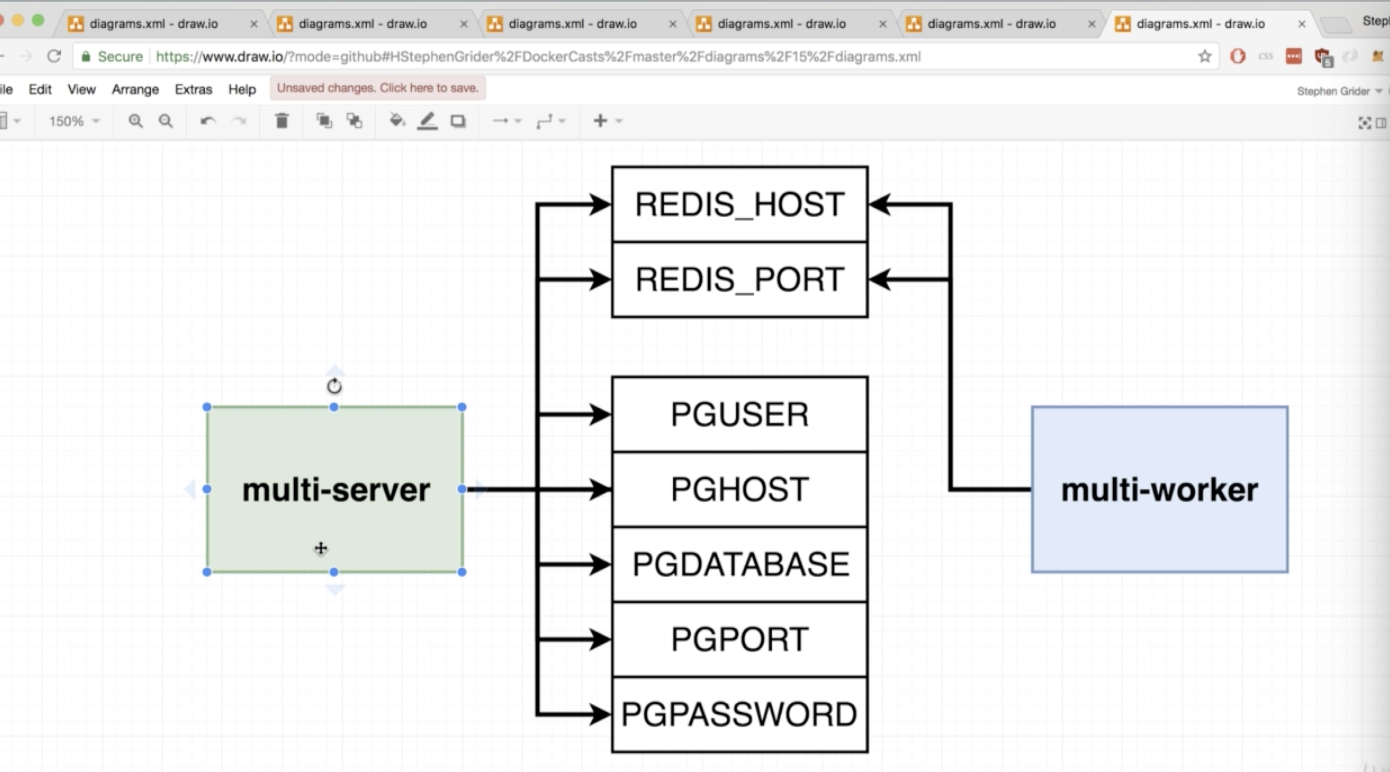 diagrams.xml - draw.io diagrams.xml - draw.io diagrams.xml - draw.io diagrams.xml - draw.io diagrams.xml - draw.io diagrams.xml - draw.io Step
Secure https://www.draw.io/?mode=github#HStephenGrider%2FDockerCasts%2Fmaster%2Fdiagrams%2F15%2Fdiagrams.xml CSS 5
ile Edit View Arrange Extras Help Unsaved changes. Click here to save. Stephen Grider
150%
REDIS_HOST
REDIS_PORT
PGUSER
multi-server PGHOST multi-worker
PGDATABASE
PGPORT
PGPASSWORD